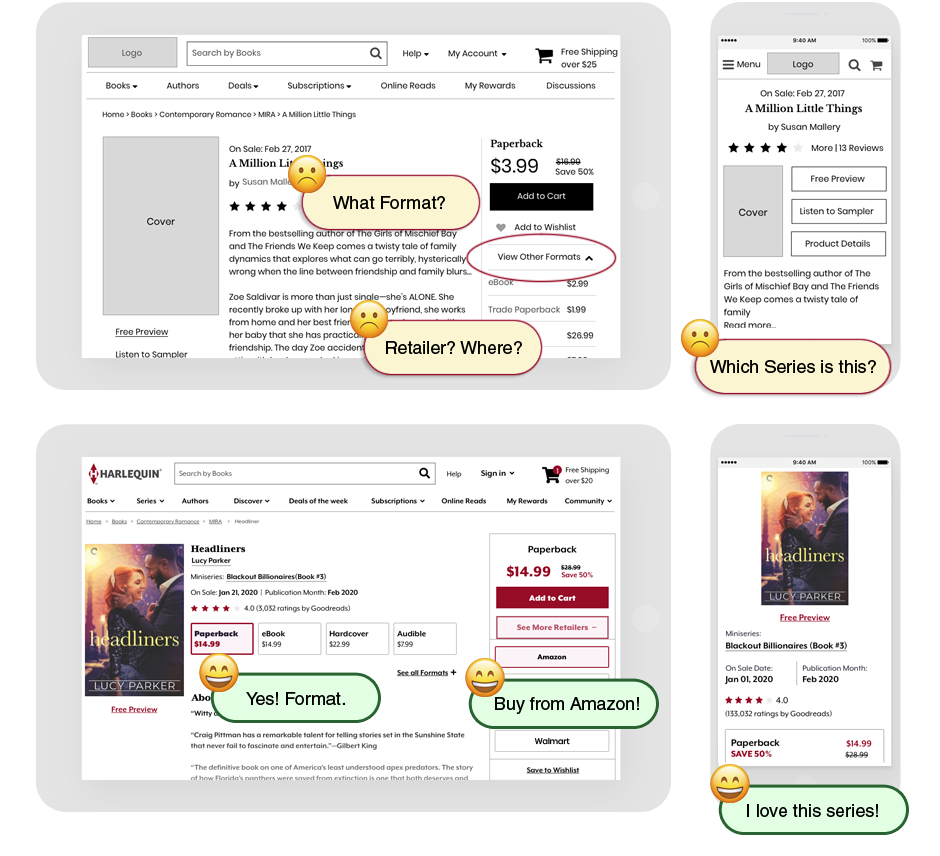 Logo
Search by Books
Help
My Account
Free Shipping
over $25
Books
Authors
Deals
Subscriptions
Online Reads
My Rewards
Discussions
Home > Books > Contemporary Romance > MIRA > A Million Little Things
Cover
Free Preview
Listen to Sampler
On Sale: Feb 27, 2017
A Million Li ings
by Susan Malle
What Format?
From the bestselling author of The Girls of Mischief Bay
and The Friends We Keep comes a twisty tale of family
dynamics that explores what can go terribly, hysterically
wrong when the line between friendship and family blurs...
Zoe Saldivar is more than just single—she's ALONE. She
recently broke up with her lon oyfriend, she works
from home and her best frien
her baby that she has practical
friendship. The day Zoe accident
Retailer? Where?
Paperback
$3.99
$16.99
Save 50%
Add to Cart
Add to Wishlist
View Other Formats
eBook
$2.99
Trade Paperback
$1.99
$26.99
9:40 AM
100%
Menu
Logo
On Sale: Feb 27, 2017
A Million Little Things
by Susan Mallery
More | 13 Reviews
Cover
Free Preview
Listen to Sampler
Product Details
From the bestselling author of The
Girls of Mischief Bay and The Friends
We Keep comes a twisty tale of
family
Read more...
Which Series is this?
HARLEQUIN
Search by Books
Help
Sign in
1
Free Shipping
over $20
Books
Series
Authors
Discover
Deals of the week
Subscriptions
Online Reads
My Rewards
Community
Home > Books > Contemporary Romance > MIRA > Headliner
headliners
LUCY PARKER
Free Preview
Headliners
Lucy Parker
Miniseries: Blackout Billionaires(Book #3)
On Sale: Jan 21, 2020 | Publication Month: Feb 2020
4.0 (3,032 ratings by Goodreads)
Paperback
$14.99
eBook
$14.99
Hardcover
$22.99
Audible
$7.99
See all Formats +
Yes! Format.
Abo
"Witty
"Craig Pittman has a remarkable talent for telling stories set in the Sunshine State
that never fail to fascinate and entertain."—Gilbert King
"The definitive book on one of America's least understood apex predators. The story
of how Florida's panthers were saved from extinction is one that both deserves and
Paperback
$14.99
$28.99
Save 50%
Add to Cart
See More Retailers –
Amazon
Buy from Amazon!
Walmart
Save to Wishlist
9:40 AM
100%
headliners
LUCY PARKER
Free Preview
Miniseries:
Blackout Billionaires (Book #3)
On Sale Date:
Jan 01, 2020
Publication Month:
Feb 2020
4.0
(133,032 ratings by Goodreads)
Paperback
$14.99
SAVE 50%
$28.99
I love this series!